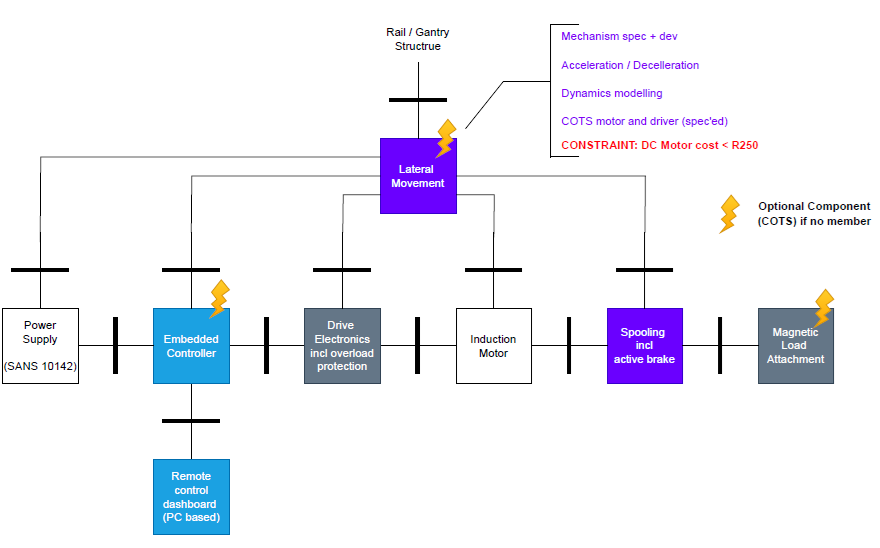 Rail / Gantry
Structrue
Mechanism spec + dev
Acceleration / Decelleration
Dynamics modelling
COTS motor and driver (spec'ed)
CONSTRAINT: DC Motor cost < R250
Lateral
Movement
Optional Component
(COTS) if no member
Power
Supply
(SANS 10142)
Embedded
Controller
Drive
Electronics
incl overload
protection
Induction
Motor
Spooling
incl
active brake
Magnetic
Load
Attachment
Remote
control
dashboard
(PC based)